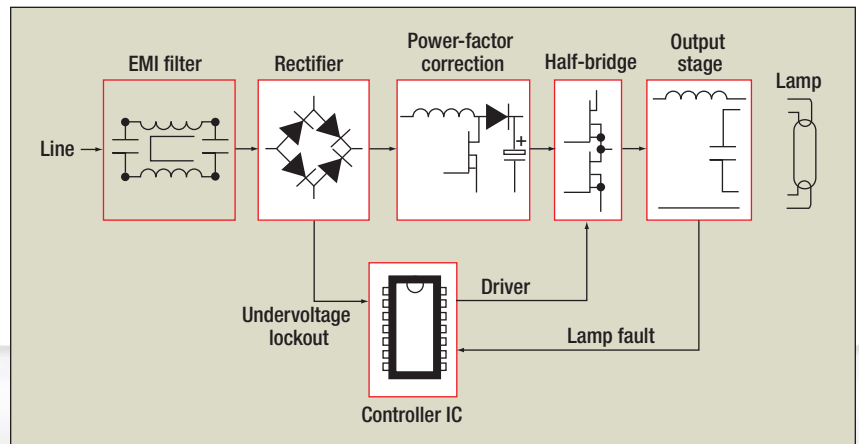 EMI filter
Rectifier
Power-factor
correction
Half-bridge
Output
stage
Lamp
Line
+
Undervoltage
lockout
Driver
Lamp fault
Controller IC